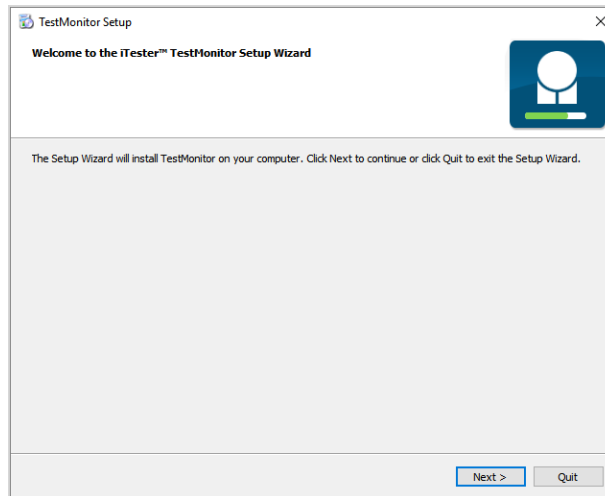 TestMonitor Setup
Welcome to the iTester™ TestMonitor Setup Wizard
The Setup Wizard will install TestMonitor on your computer. Click Next to continue or click Quit to exit the Setup Wizard.
Next >
Quit